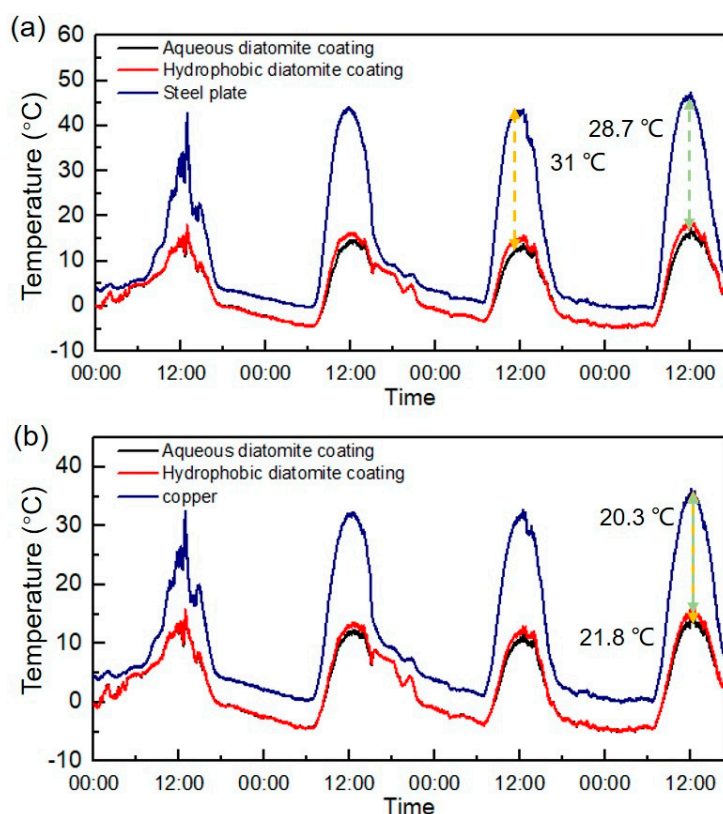 (a)
60
50
40
30
20
10
0
-10
Temperature (°C)
Aqueous diatomite coating
Hydrophobic diatomite coating
Steel plate
28.7 ℃
31 ℃
00:00 12:00 00:00 12:00 00:00 12:00 00:00 12:00
Time
(b)
40
30
20
10
0
-10
Temperature (°C)
Aqueous diatomite coating
Hydrophobic diatomite coating
copper
20.3 ℃
21.8 ℃
00:00 12:00 00:00 12:00 00:00 12:00 00:00 12:00
Time